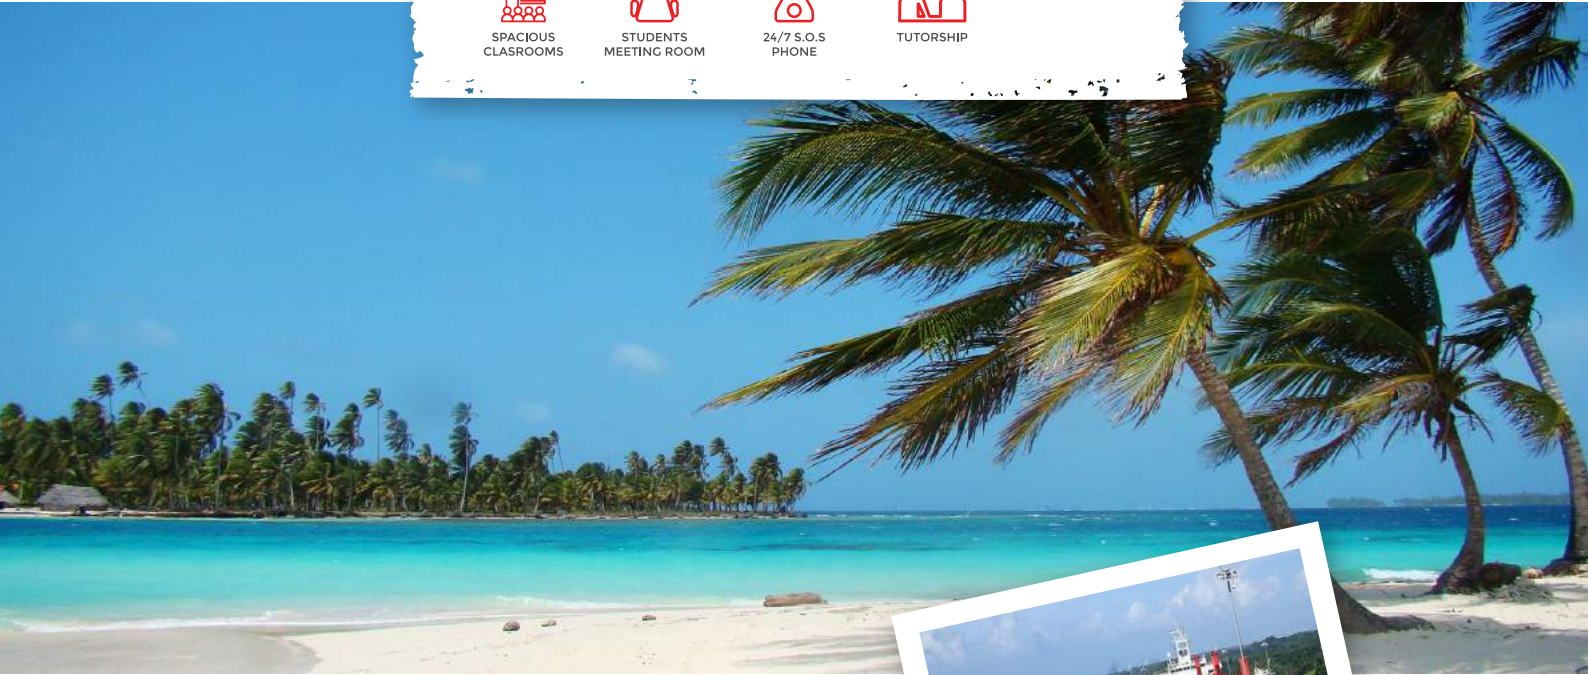 SPACIOUS
CLASROOMS
STUDENTS
MEETING ROOM
24/7 S.O.S
PHONE
TUTORSHIP